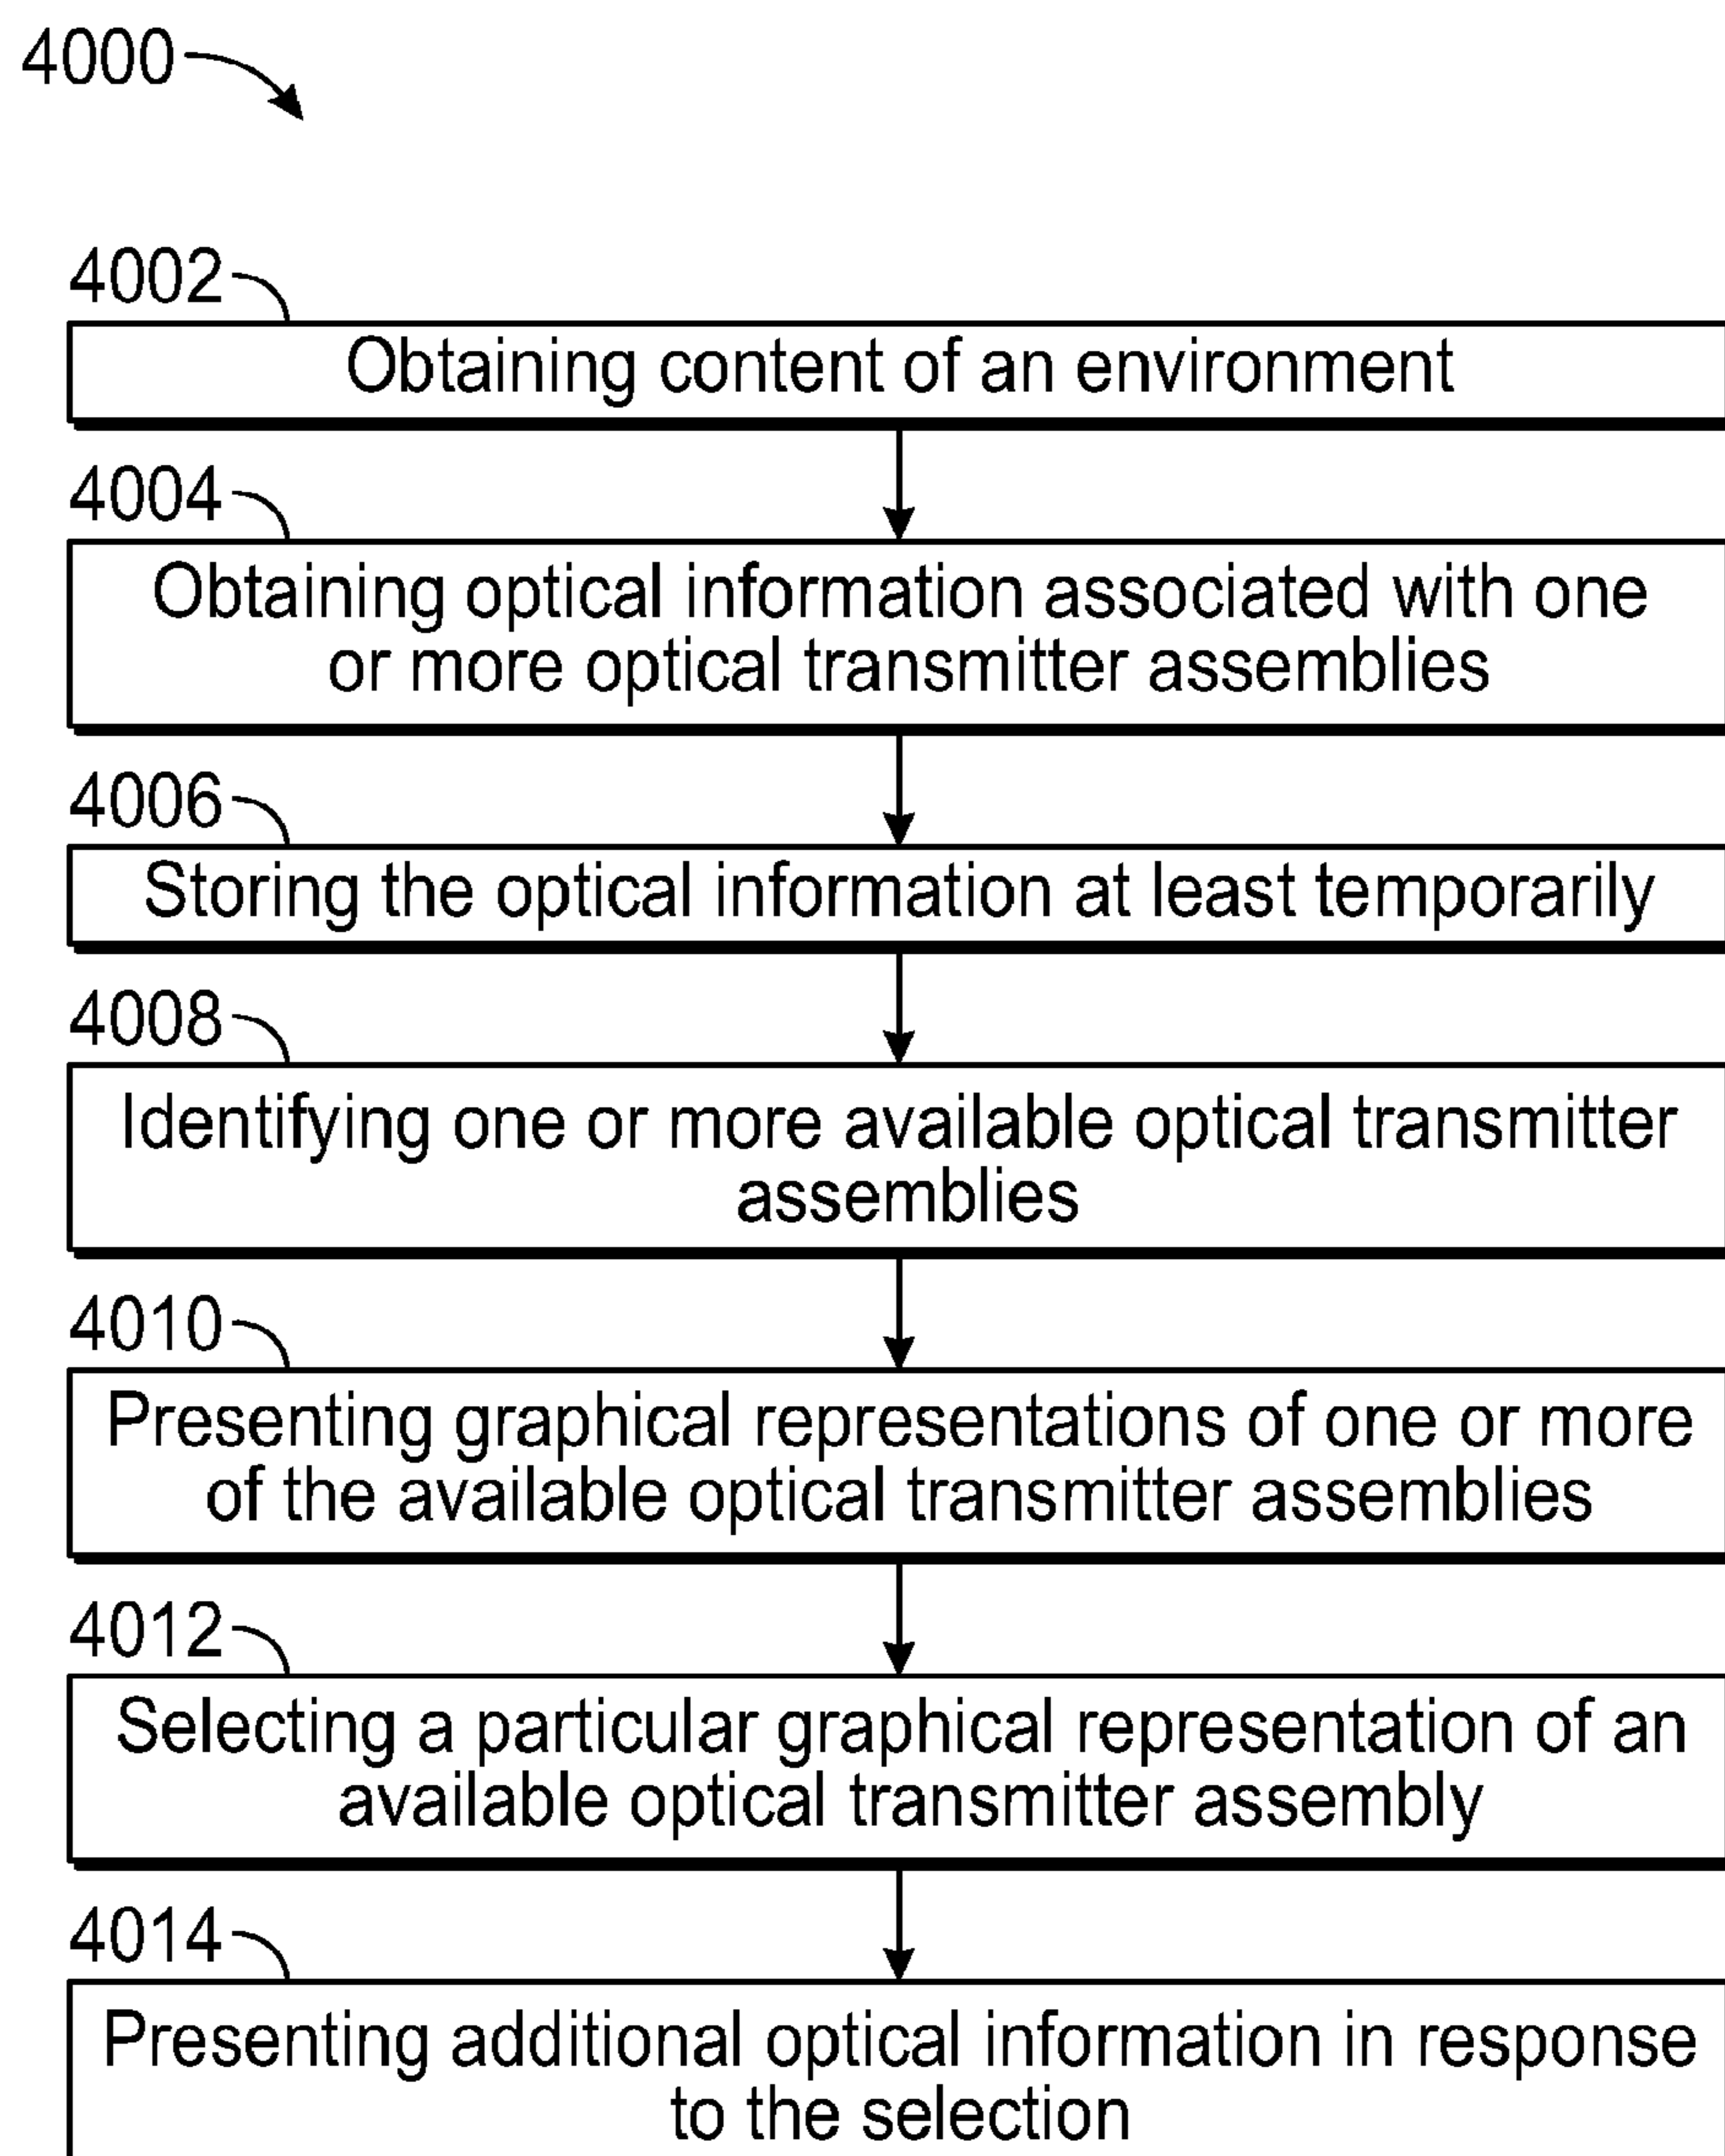 4000
4002
Obtaining content of an environment
4004
Obtaining optical information associated with one
or more optical transmitter assemblies
4006
Storing the optical information at least temporarily
4008
Identifying one or more available optical transmitter
assemblies
4010
Presenting graphical representations of one or more
of the available optical transmitter assemblies
4012
Selecting a particular graphical representation of an
available optical transmitter assembly
4014
Presenting additional optical information in response
to the selection